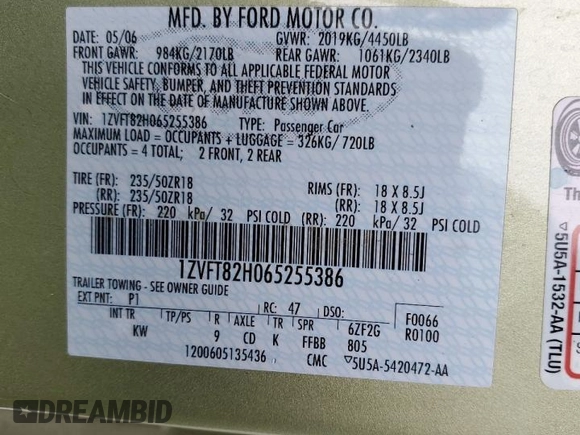 MFD. BY FORD MOTOR CO.
DATE: 05/06 GVWR: 2019KG/4450LB
FRONT GAWR: 984KG/2170LB REAR GAWR: 1061KG/2340LB
THIS VEHICLE CONFORMS TO ALL APPLICABLE FEDERAL MOTOR
VEHICLE SAFETY, BUMPER, AND THEFT PREVENTION STANDARDS
IN EFFECT ON THE DATE OF MANUFACTURE SHOWN ABOVE.
VIN: 1ZVFT82H065255386 TYPE: Passenger Car
MAXIMUM LOAD = OCCUPANTS + LUGGAGE = 326KG/720LB
OCCUPANTS = 4 TOTAL; 2 FRONT, 2 REAR
TIRE (FR): 235/50ZR18 RIMS (FR): 18 X 8.5J
(RR): 235/50ZR18 (RR): 18 X 8.5J
PRESSURE (FR): 220 kPa/ 32 PSI COLD (RR): 220 kPa/ 32 PSI COLD
1ZVFT82H065255386
TRAILER TOWING - SEE OWNER GUIDE
EXT PNT: P1 RC: 47 DSO: F0066
INT TR TP/PS R AXLE TR SPR 6ZF2G R0100
KW 9 CD K FFBB 805
1200605135436 CMC ▽5U5A-5420472-AA
Th
▽5U5A-1532-AA (TLU)
DREAMBID